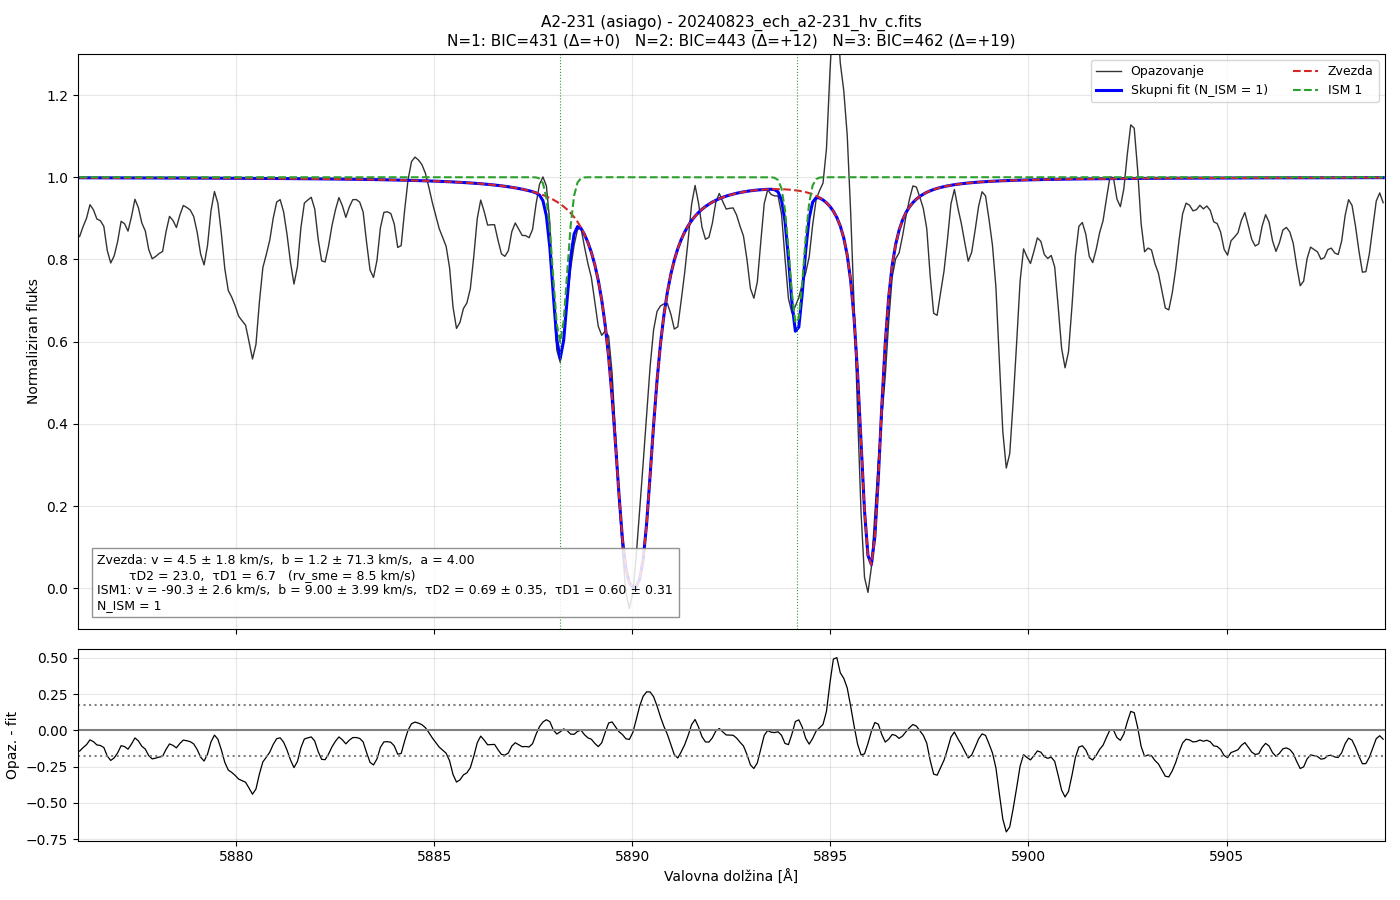 A2-231 (asiago) - 20240823_ech_a2-231_hv_c.fits
N=1: BIC=431 (Δ=+0)   N=2: BIC=443 (Δ=+12)   N=3: BIC=462 (Δ=+19)
Opazovanje
Skupni fit (N_ISM = 1)
Zvezda
ISM 1
Normaliziran fluks
1.2
1.0
0.8
0.6
0.4
0.2
0.0
Zvezda: v = 4.5 ± 1.8 km/s,  b = 1.2 ± 71.3 km/s,  a = 4.00
τD2 = 23.0,  τD1 = 6.7   (rv_sme = 8.5 km/s)
ISM1: v = -90.3 ± 2.6 km/s,  b = 9.00 ± 3.99 km/s,  τD2 = 0.69 ± 0.35,  τD1 = 0.60 ± 0.31
N_ISM = 1
Opaz. - fit
0.50
0.25
0.00
−0.25
−0.50
−0.75
5880
5885
5890
5895
5900
5905
Valovna dolžina [Å]